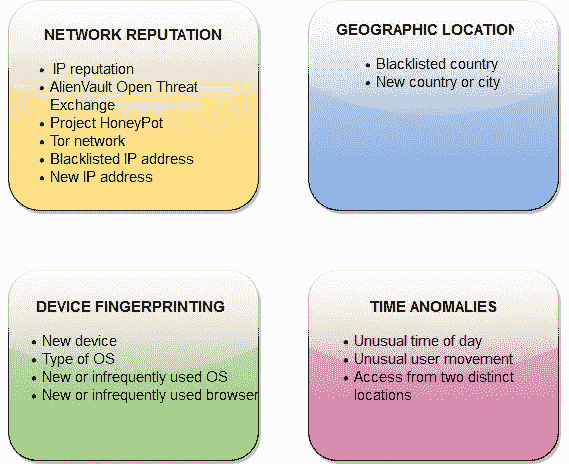 NETWORK REPUTATION
• IP reputation
• AlienVault Open Threat
Exchange
• Project HoneyPot
• Tor network
• Blacklisted IP address
• New IP address
GEOGRAPHIC LOCATION
• Blacklisted country
• New country or city
DEVICE FINGERPRINTING
• New device
• Type of OS
• New or infrequently used OS
• New or infrequently used browser
TIME ANOMALIES
• Unusual time of day
• Unusual user movement
• Access from two distinct
locations